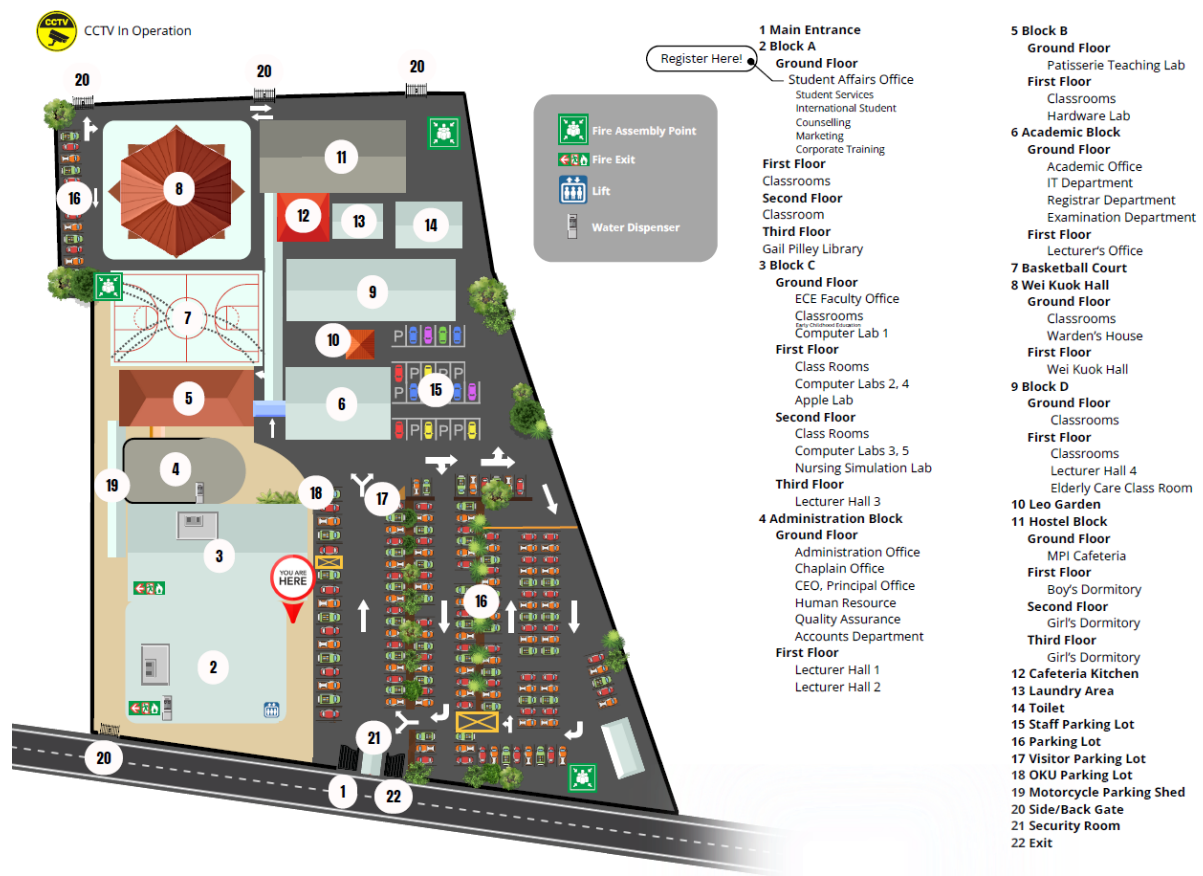 CCTV
CCTV In Operation
20
20
20
16
8
11
12
13
14
9
7
10
15
5
6
4
19
18
17
3
YOU ARE
HERE
16
2
21
20
1
22
P
P
P
P
P
P
P
P
P
Fire Assembly Point
Fire Exit
Lift
Water Dispenser
Register Here!
1 Main Entrance
2 Block A
Ground Floor
Student Affairs Office
Student Services
International Student
Counselling
Marketing
Corporate Training
First Floor
Classrooms
Second Floor
Classroom
Third Floor
Gail Pilley Library
3 Block C
Ground Floor
ECE Faculty Office
Classrooms
Early Childhood Education
Computer Lab 1
First Floor
Class Rooms
Computer Labs 2, 4
Apple Lab
Second Floor
Class Rooms
Computer Labs 3, 5
Nursing Simulation Lab
Third Floor
Lecturer Hall 3
4 Administration Block
Ground Floor
Administration Office
Chaplain Office
CEO, Principal Office
Human Resource
Quality Assurance
Accounts Department
First Floor
Lecturer Hall 1
Lecturer Hall 2
5 Block B
Ground Floor
Patisserie Teaching Lab
First Floor
Classrooms
Hardware Lab
6 Academic Block
Ground Floor
Academic Office
IT Department
Registrar Department
Examination Department
First Floor
Lecturer's Office
7 Basketball Court
8 Wei Kuok Hall
Ground Floor
Classrooms
Warden's House
First Floor
Wei Kuok Hall
9 Block D
Ground Floor
Classrooms
First Floor
Classrooms
Lecturer Hall 4
Elderly Care Class Room
10 Leo Garden
11 Hostel Block
Ground Floor
MPI Cafeteria
First Floor
Boy's Dormitory
Second Floor
Girl's Dormitory
Third Floor
Girl's Dormitory
12 Cafeteria Kitchen
13 Laundry Area
14 Toilet
15 Staff Parking Lot
16 Parking Lot
17 Visitor Parking Lot
18 OKU Parking Lot
19 Motorcycle Parking Shed
20 Side/Back Gate
21 Security Room
22 Exit